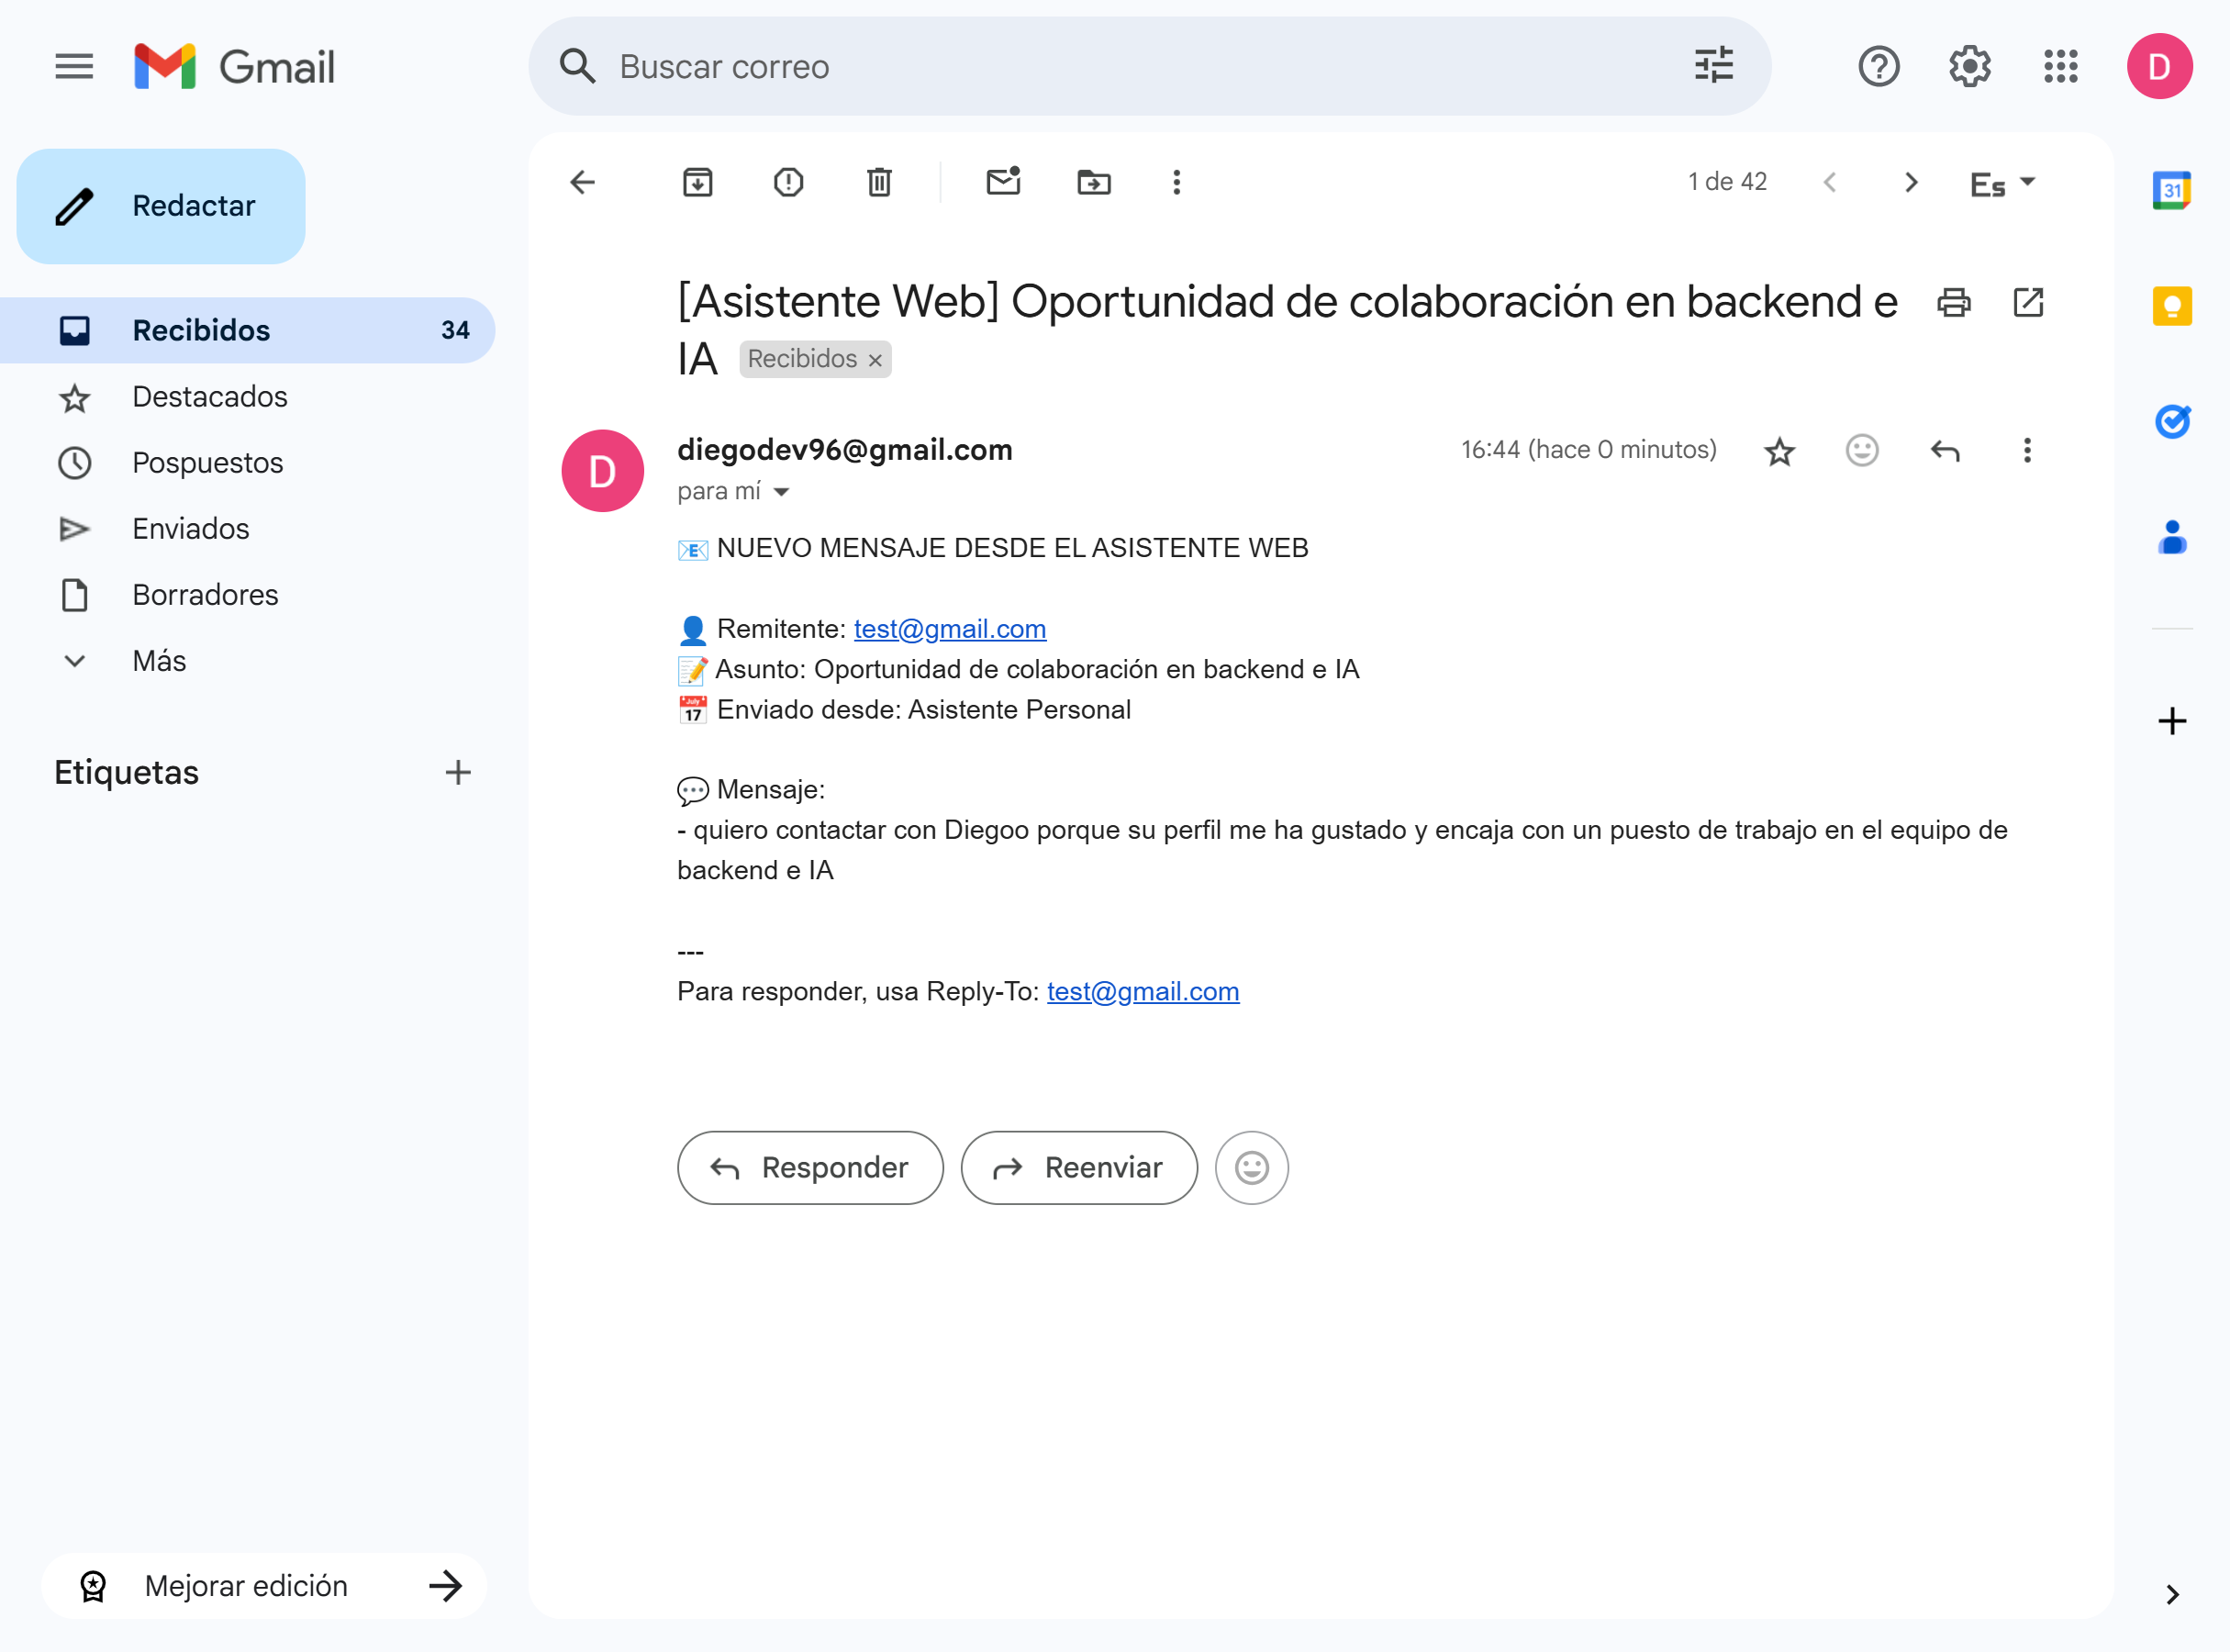 Gmail
Buscar correo
D
Redactar
Recibidos 34
Destacados
Pospuestos
Enviados
Borradores
Más
Etiquetas
1 de 42
Es
31
[Asistente Web] Oportunidad de colaboración en backend e
IA Recibidos ×
D
diegodev96@gmail.com
16:44 (hace 0 minutos)
para mí
📧 NUEVO MENSAJE DESDE EL ASISTENTE WEB
👤 Remitente: test@gmail.com
📝 Asunto: Oportunidad de colaboración en backend e IA
📅 Enviado desde: Asistente Personal
💬 Mensaje:
- quiero contactar con Diegoo porque su perfil me ha gustado y encaja con un puesto de trabajo en el equipo de
backend e IA
---
Para responder, usa Reply-To: test@gmail.com
Responder
Reenviar
Mejorar edición